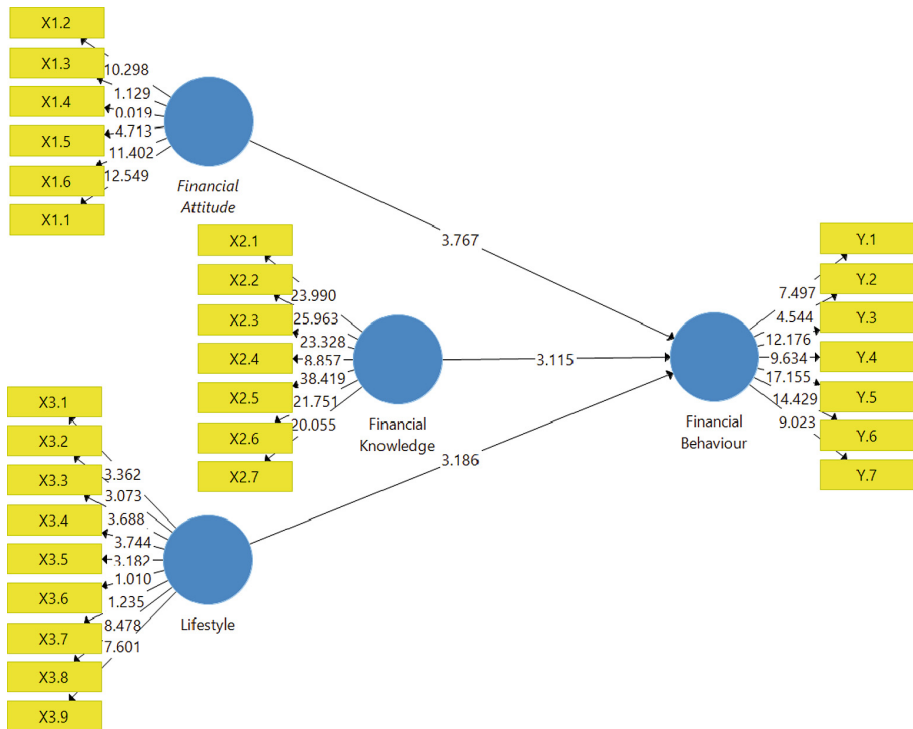 X1.2
X1.3
X1.4
X1.5
X1.6
X1.1
10.298
1.129
0.019
4.713
11.402
12.549
Financial
Attitude
3.767
X2.1
X2.2
X2.3
X2.4
X2.5
X2.6
X2.7
23.990
25.963
23.328
8.857
38.419
21.751
20.055
Financial
Knowledge
3.115
X3.1
X3.2
X3.3
X3.4
X3.5
X3.6
X3.7
X3.8
X3.9
3.362
3.073
3.688
3.744
3.182
1.010
1.235
8.478
7.601
Lifestyle
3.186
Financial
Behaviour
7.497
4.544
12.176
9.634
17.155
14.429
9.023
Y.1
Y.2
Y.3
Y.4
Y.5
Y.6
Y.7